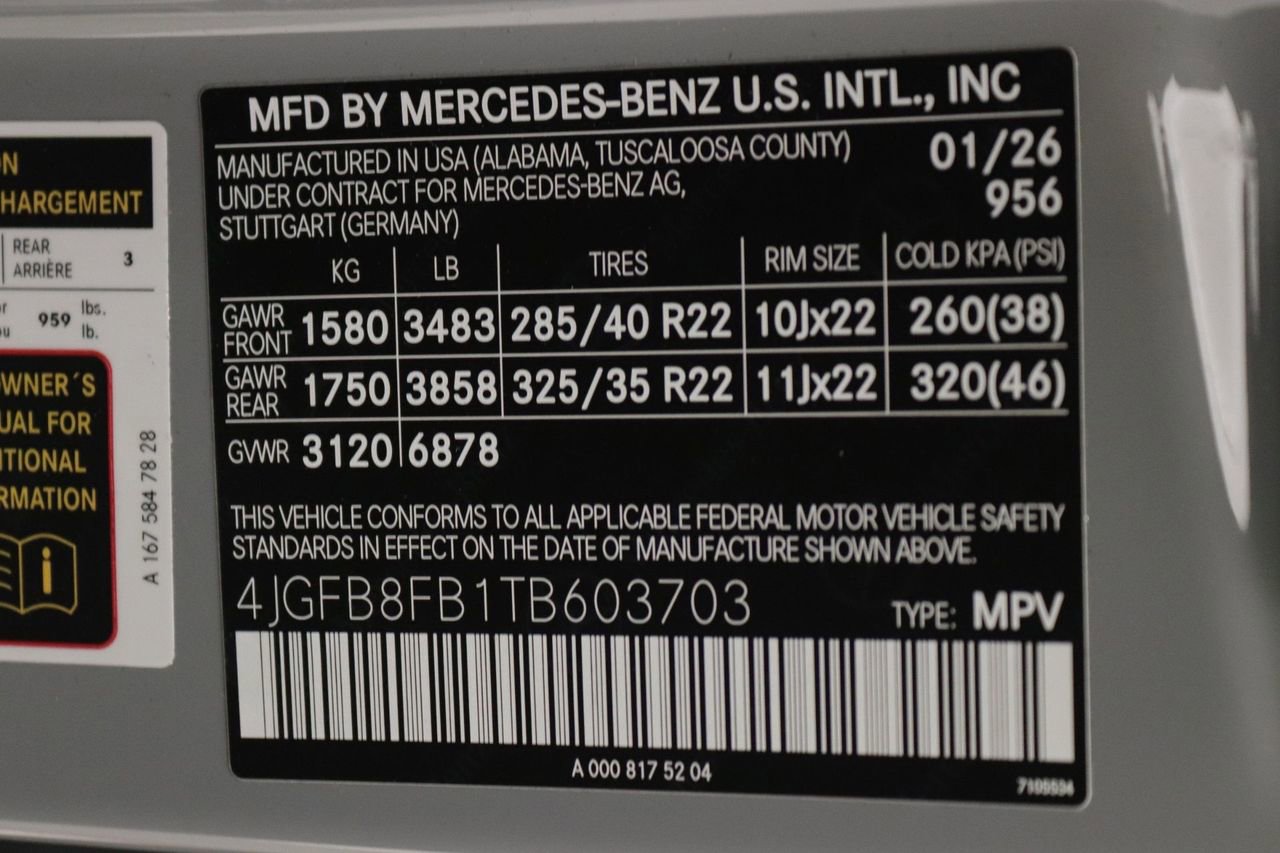 N
HARGEMENT
REAR
ARRIÈRE
3
959
lbs.
lb.
OWNER´S
UAL FOR
ITIONAL
RMATION
A 167 584 78 28
MFD BY MERCEDES-BENZ U.S. INTL., INC
MANUFACTURED IN USA (ALABAMA, TUSCALOOSA COUNTY) 01/26
UNDER CONTRACT FOR MERCEDES-BENZ AG, 956
STUTTGART (GERMANY)
KG LB TIRES RIM SIZE COLD KPA (PSI)
GAWR FRONT 1580 3483 285/40 R22 10Jx22 260(38)
GAWR REAR 1750 3858 325/35 R22 11Jx22 320(46)
GVWR 3120 6878
THIS VEHICLE CONFORMS TO ALL APPLICABLE FEDERAL MOTOR VEHICLE SAFETY
STANDARDS IN EFFECT ON THE DATE OF MANUFACTURE SHOWN ABOVE.
4JGFB8FB1TB603703 TYPE: MPV
A 000 817 52 04